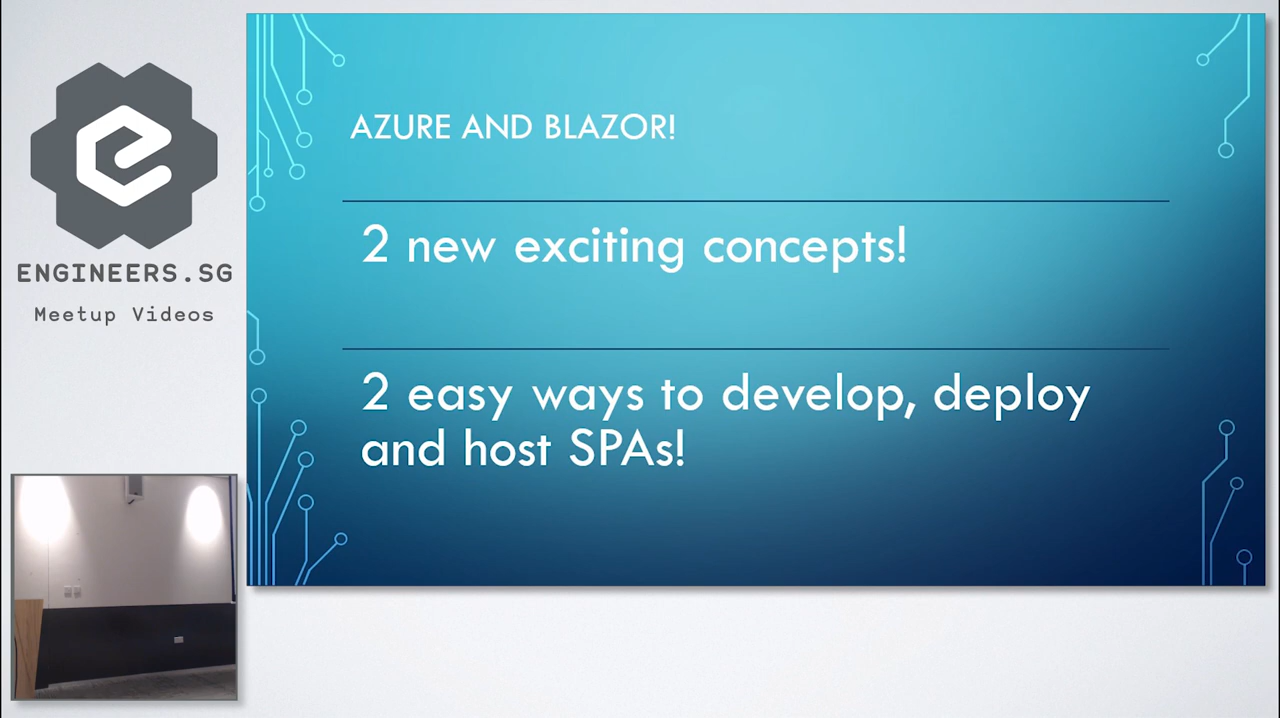 ENGINEERS.SG
Meetup Videos
AZURE AND BLAZOR!
2 new exciting concepts!
2 easy ways to develop, deploy
and host SPAs!